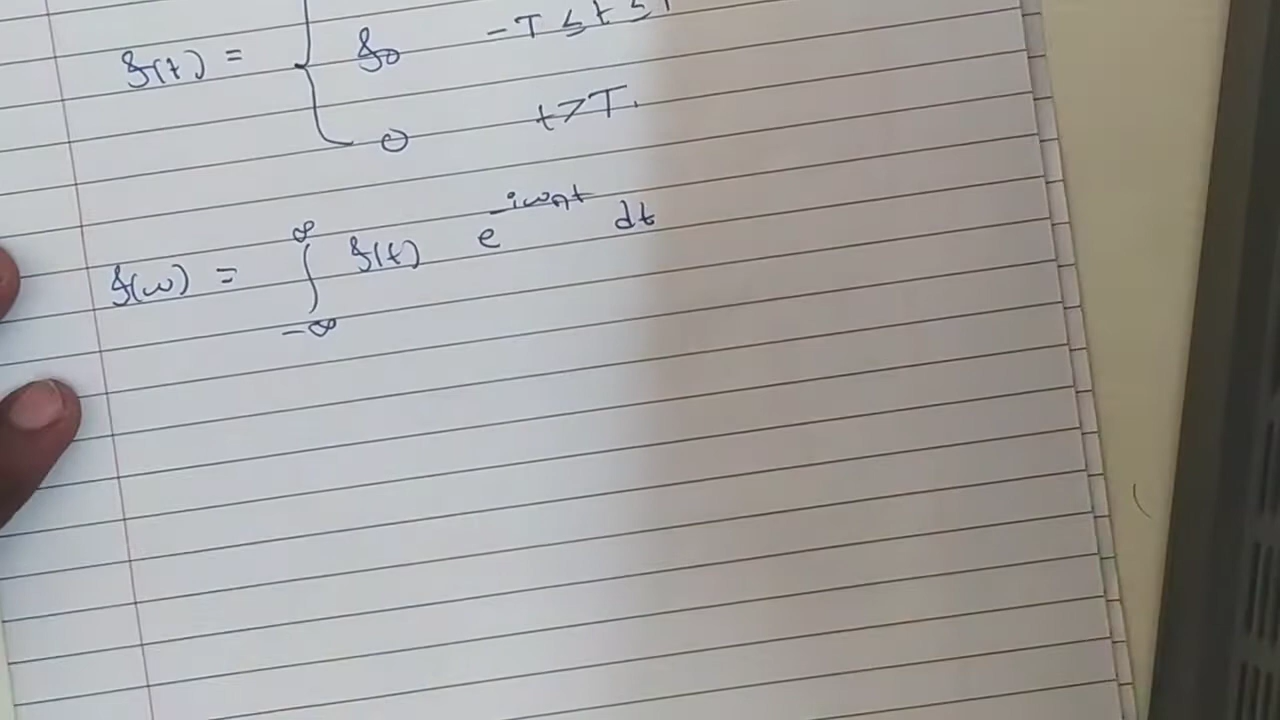 f(t) = { f₀ -T ≤ t ≤ T
0 t > T.
f(ω) = ∫_{-∞}^{∞} f(t) e^{-iωₙt} dt